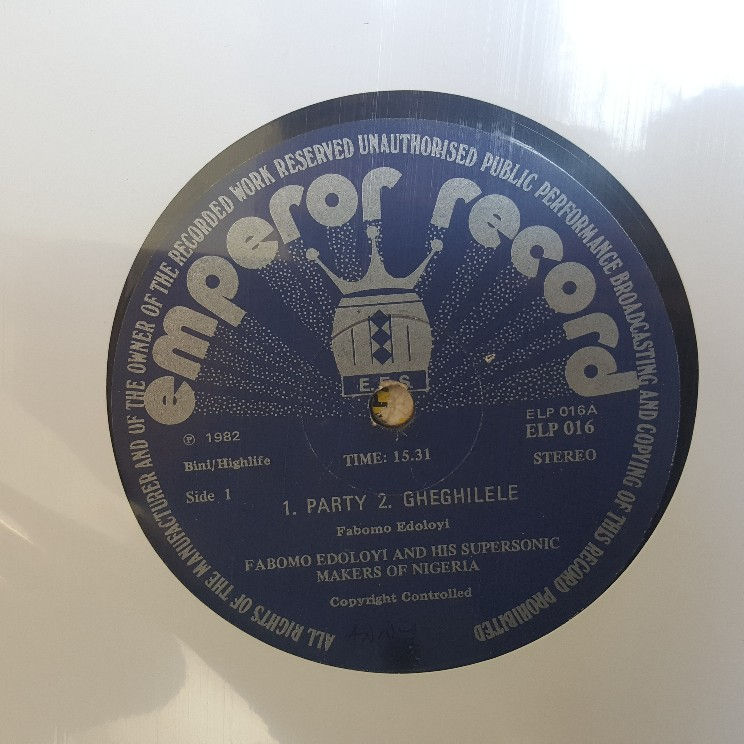 ALL RIGHTS OF THE MANUFACTURER AND OF THE OWNER OF THE RECORDED WORK RESERVED UNAUTHORISED PUBLIC PERFORMANCE BROADCASTING AND COPYING OF THIS RECORD PROHIBITED
emperor record
E.E.S
℗ 1982
ELP 016A
ELP 016
Bini/Highlife
TIME: 15.31
STEREO
Side 1
1. PARTY 2. GHEGHILELE
Fabomo Edoloyi
FABOMO EDOLOYI AND HIS SUPERSONIC
MAKERS OF NIGERIA
Copyright Controlled